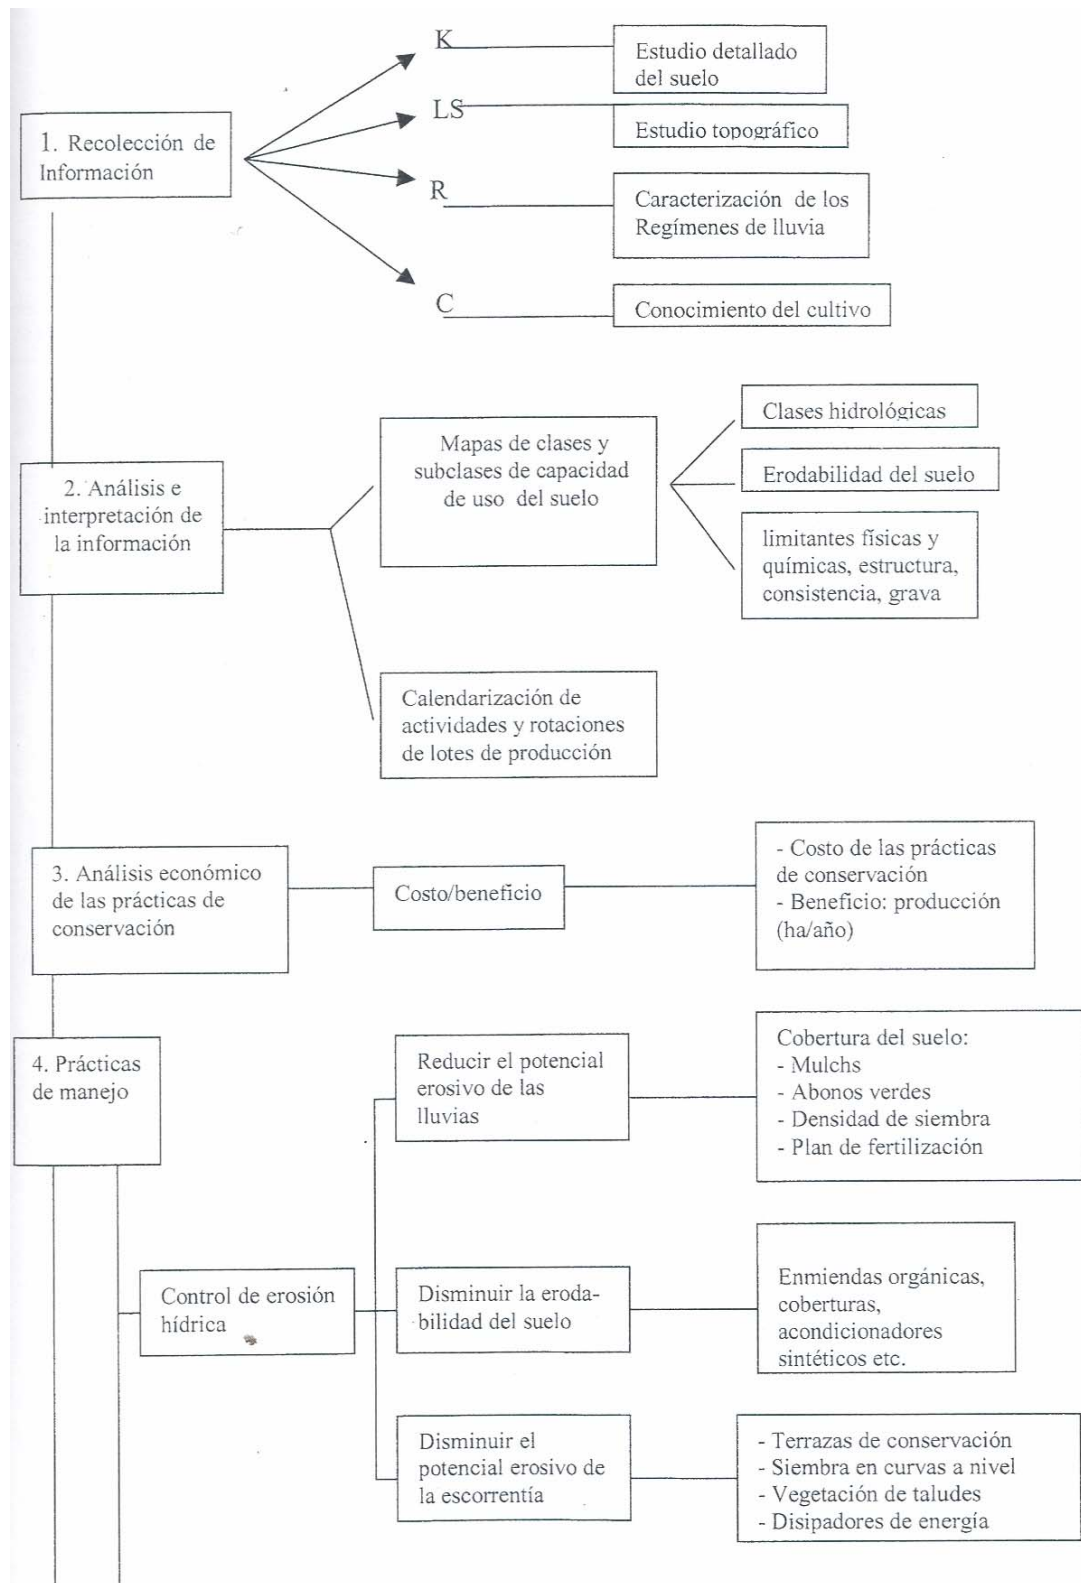 K
Estudio detallado
del suelo
LS
Estudio topográfico
1. Recolección de
Información
R
Caracterización de los
Regímenes de lluvia
C
Conocimiento del cultivo
2. Análisis e
interpretación de
la información
Mapas de clases y
subclases de capacidad
de uso del suelo
Clases hidrológicas
Erodabilidad del suelo
limitantes físicas y
químicas, estructura,
consistencia, grava
Calendarización de
actividades y rotaciones
de lotes de producción
3. Análisis económico
de las prácticas de
conservación
Costo/beneficio
- Costo de las prácticas
de conservación
- Beneficio: producción
(ha/año)
4. Prácticas
de manejo
Reducir el potencial
erosivo de las
lluvias
Cobertura del suelo:
- Mulchs
- Abonos verdes
- Densidad de siembra
- Plan de fertilización
Control de erosión
hídrica
Disminuir la eroda-
bilidad del suelo
Enmiendas orgánicas,
coberturas,
acondicionadores
sintéticos etc.
Disminuir el
potencial erosivo de
la escorrentía
- Terrazas de conservación
- Siembra en curvas a nivel
- Vegetación de taludes
- Disipadores de energía